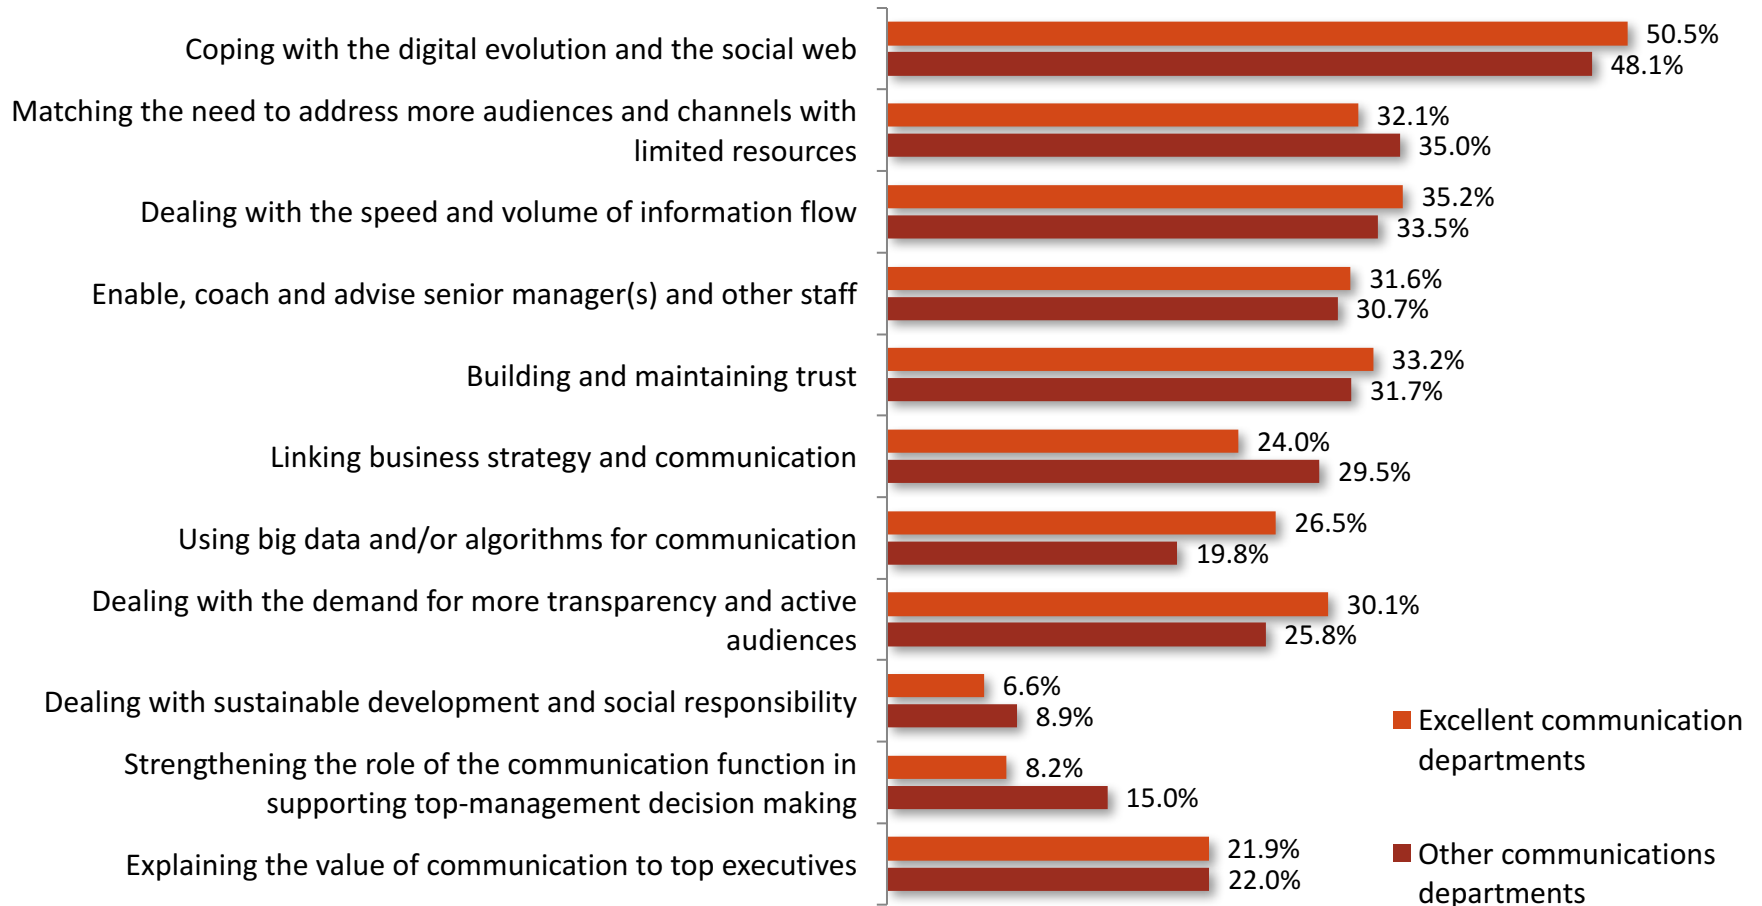 Coping with the digital evolution and the social web
50.5%
48.1%
Matching the need to address more audiences and channels with
limited resources
32.1%
35.0%
Dealing with the speed and volume of information flow
35.2%
33.5%
Enable, coach and advise senior manager(s) and other staff
31.6%
30.7%
Building and maintaining trust
33.2%
31.7%
Linking business strategy and communication
24.0%
29.5%
Using big data and/or algorithms for communication
26.5%
19.8%
Dealing with the demand for more transparency and active
audiences
30.1%
25.8%
Dealing with sustainable development and social responsibility
6.6%
8.9%
Strengthening the role of the communication function in
supporting top-management decision making
8.2%
15.0%
Explaining the value of communication to top executives
21.9%
22.0%
Excellent communication
departments
Other communications
departments